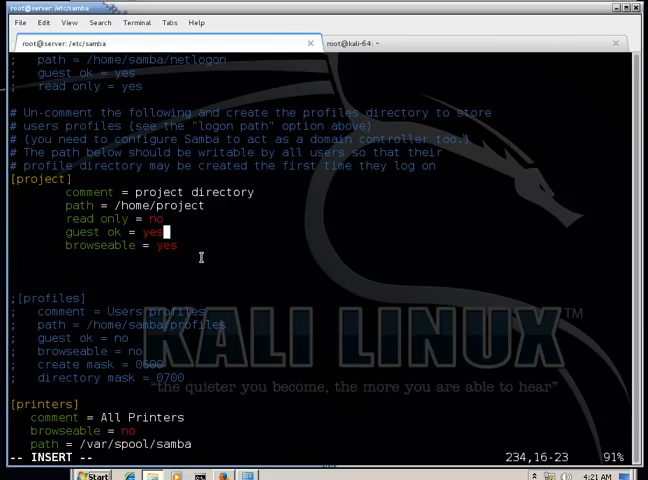 root@server: /etc/samba
File Edit View Search Terminal Tabs Help
root@server: /etc/samba × root@kali-64: ~ ×
; path = /home/samba/netlogon
; guest ok = yes
; read only = yes
# Un-comment the following and create the profiles directory to store
# users profiles (see the "logon path" option above)
# (you need to configure Samba to act as a domain controller too.)
# The path below should be writable by all users so that their
# profile directory may be created the first time they log on
[project]
comment = project directory
path = /home/project
read only = no
guest ok = yes
browseable = yes
;[profiles]
; comment = Users profiles
; path = /home/samba/profiles
; guest ok = no
; browseable = no
; create mask = 0600
; directory mask = 0700
KALI LINUX™
"the quieter you become, the more you are able to hear"
[printers]
comment = All Printers
browseable = no
path = /var/spool/samba
-- INSERT -- 234,16-23 91%
Start 4:21 AM